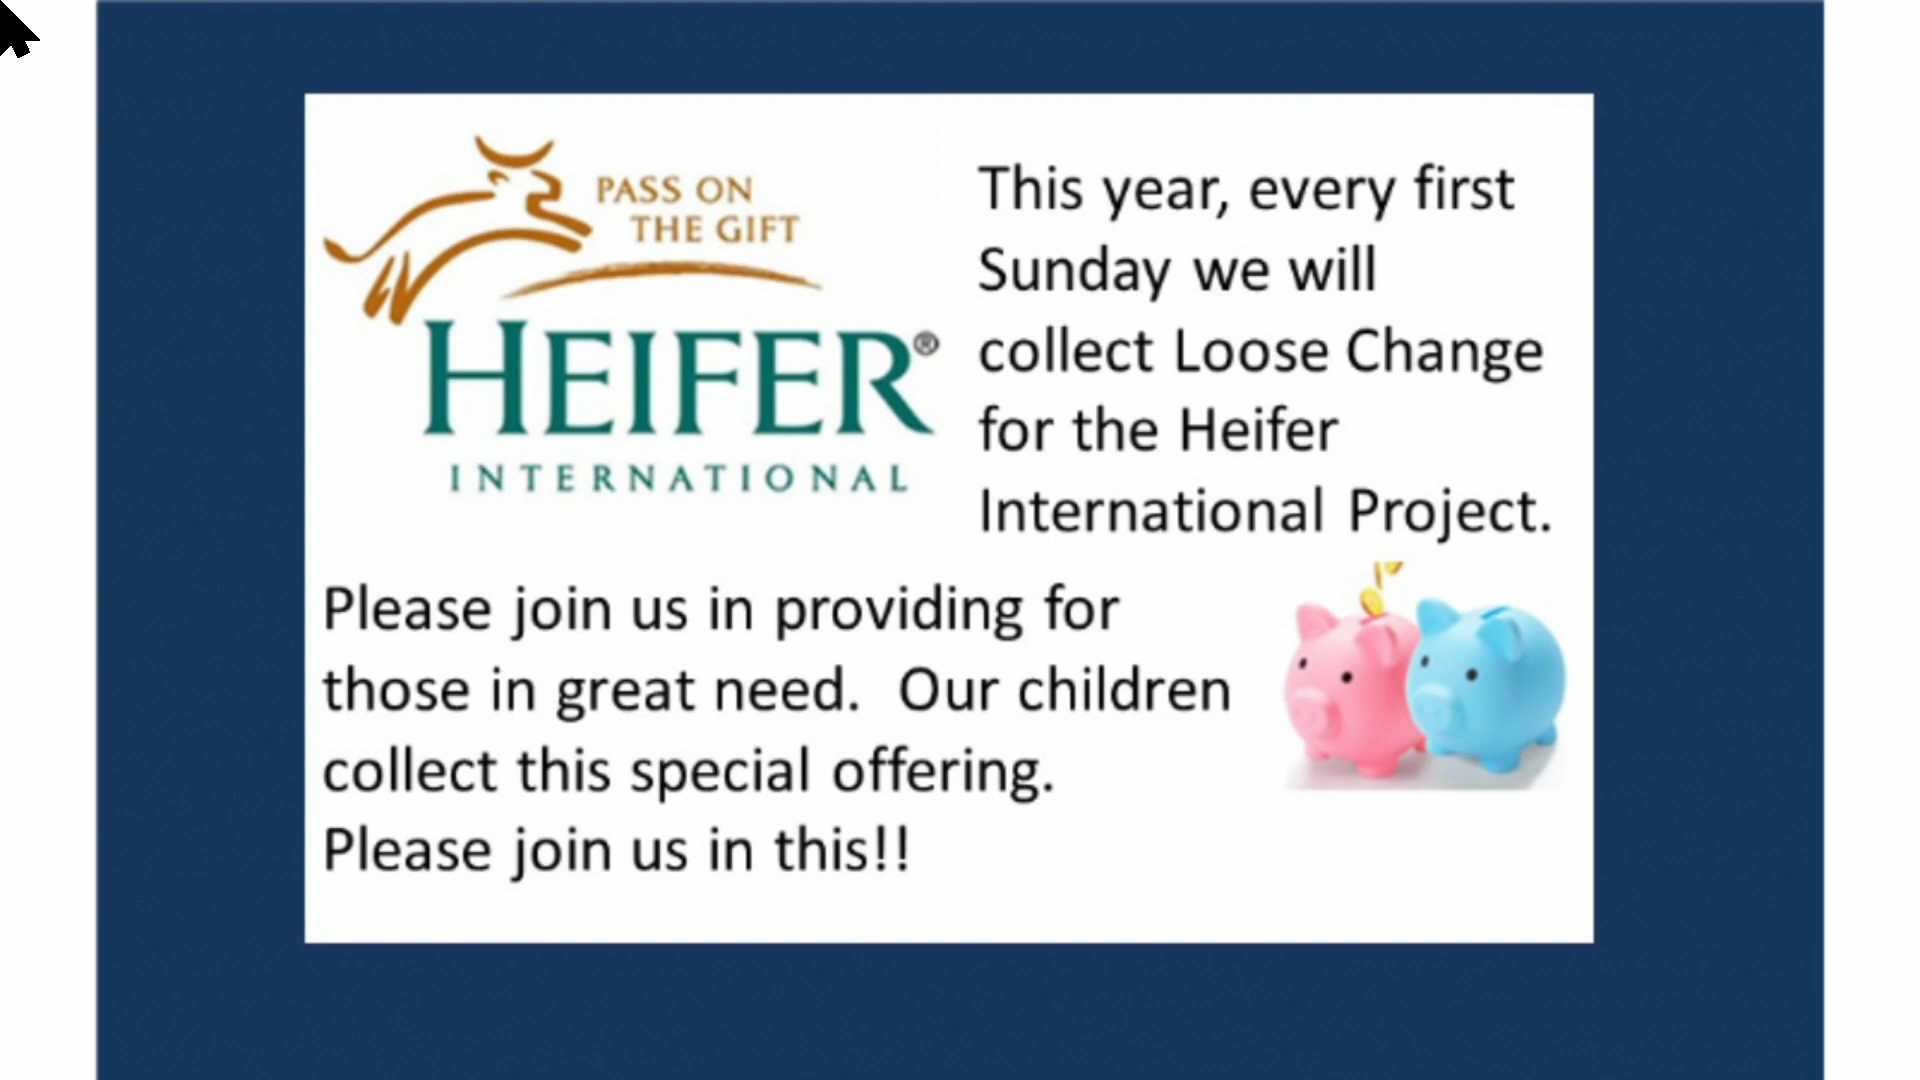 PASS ON
THE GIFT
HEIFER®
INTERNATIONAL
This year, every first
Sunday we will
collect Loose Change
for the Heifer
International Project.
Please join us in providing for
those in great need.  Our children
collect this special offering.
Please join us in this!!